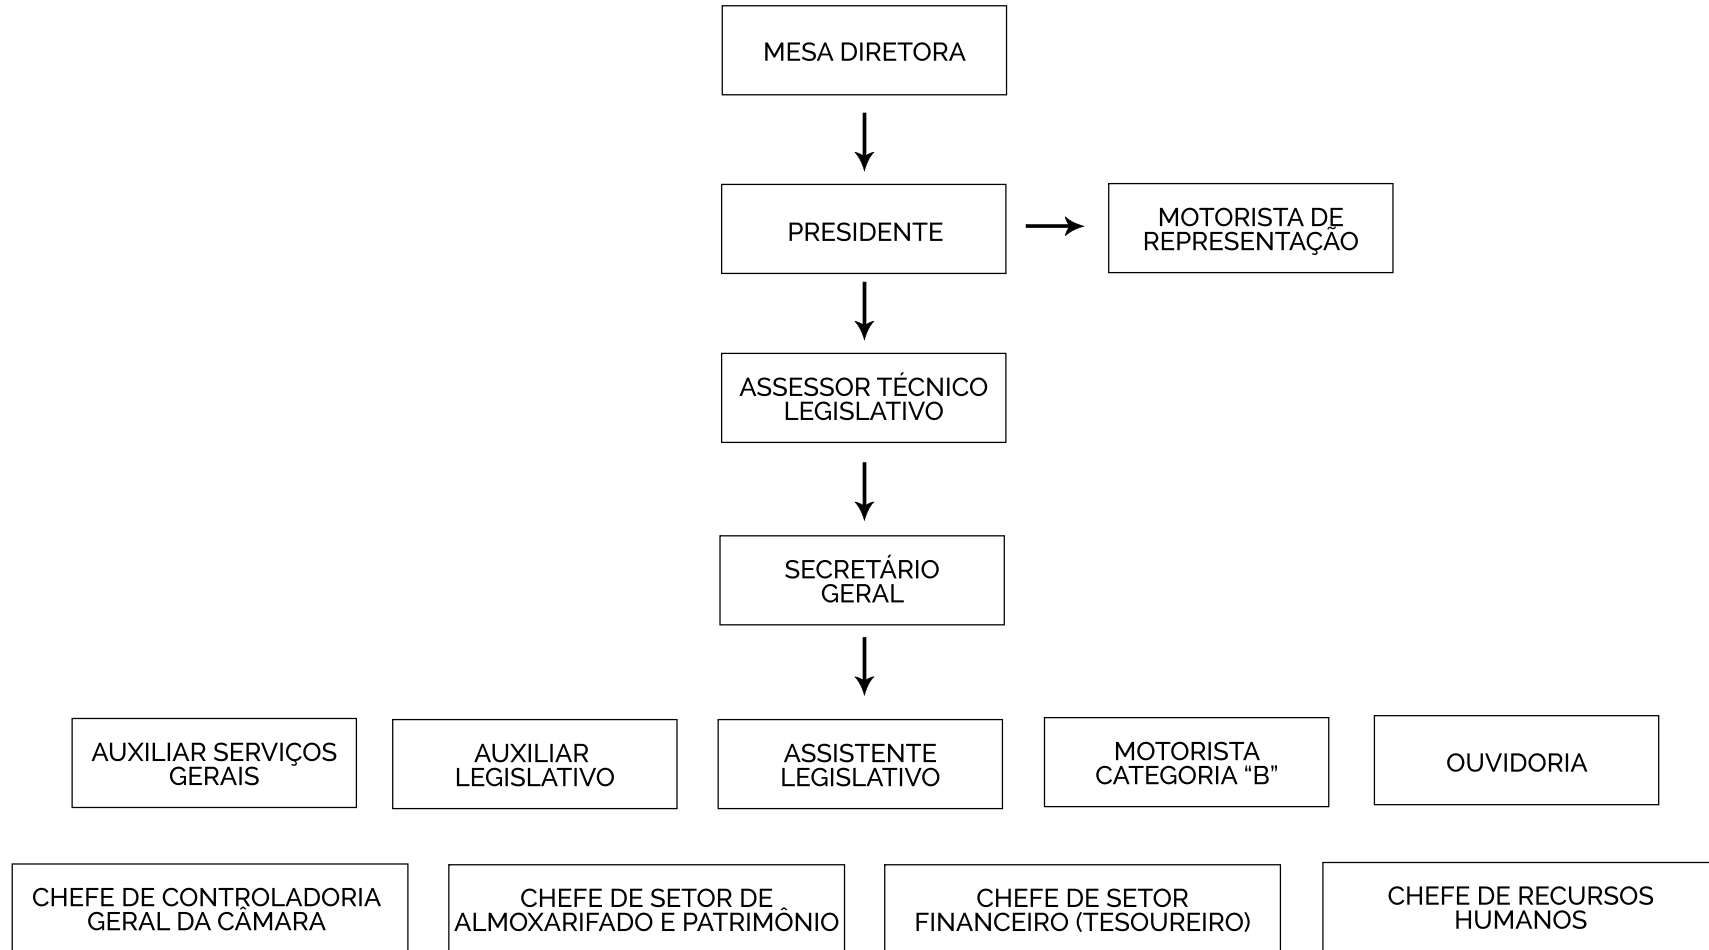 MESA DIRETORA
PRESIDENTE
MOTORISTA DE
REPRESENTAÇÃO
ASSESSOR TÉCNICO
LEGISLATIVO
SECRETÁRIO
GERAL
AUXILIAR SERVIÇOS
GERAIS
AUXILIAR
LEGISLATIVO
ASSISTENTE
LEGISLATIVO
MOTORISTA
CATEGORIA “B”
OUVIDORIA
CHEFE DE CONTROLADORIA
GERAL DA CÂMARA
CHEFE DE SETOR DE
ALMOXARIFADO E PATRIMÔNIO
CHEFE DE SETOR
FINANCEIRO (TESOUREIRO)
CHEFE DE RECURSOS
HUMANOS